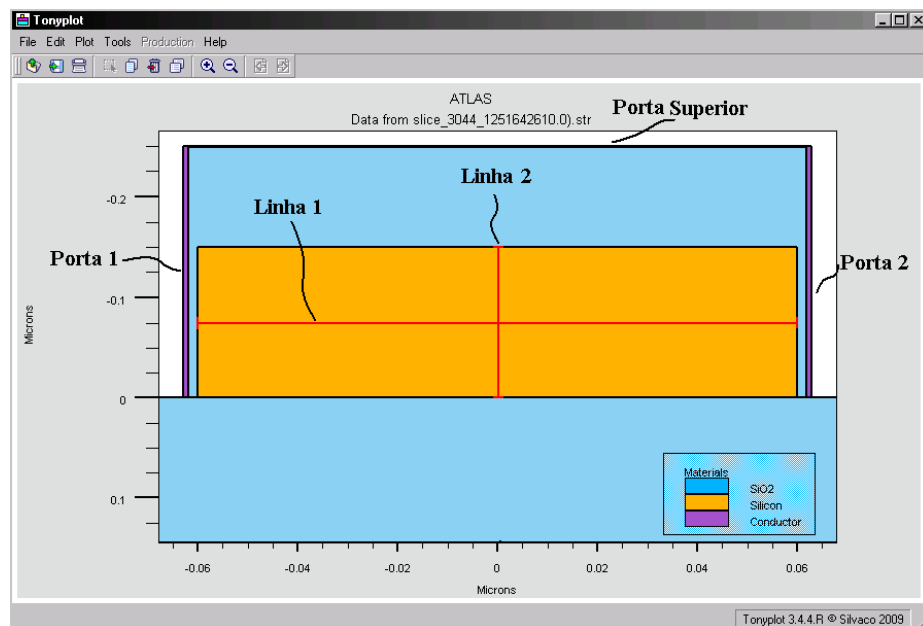 Tonyplot
File Edit Plot Tools Production Help
ATLAS
Data from slice_3044_1251642610.0).str
Porta Superior
Linha 2
Linha 1
Porta 1
Porta 2
-0.2
-0.1
0
0.1
Microns
Materials
SiO2
Silicon
Conductor
-0.06 -0.04 -0.02 0 0.02 0.04 0.06
Microns
Tonyplot 3.4.4.R © Silvaco 2009